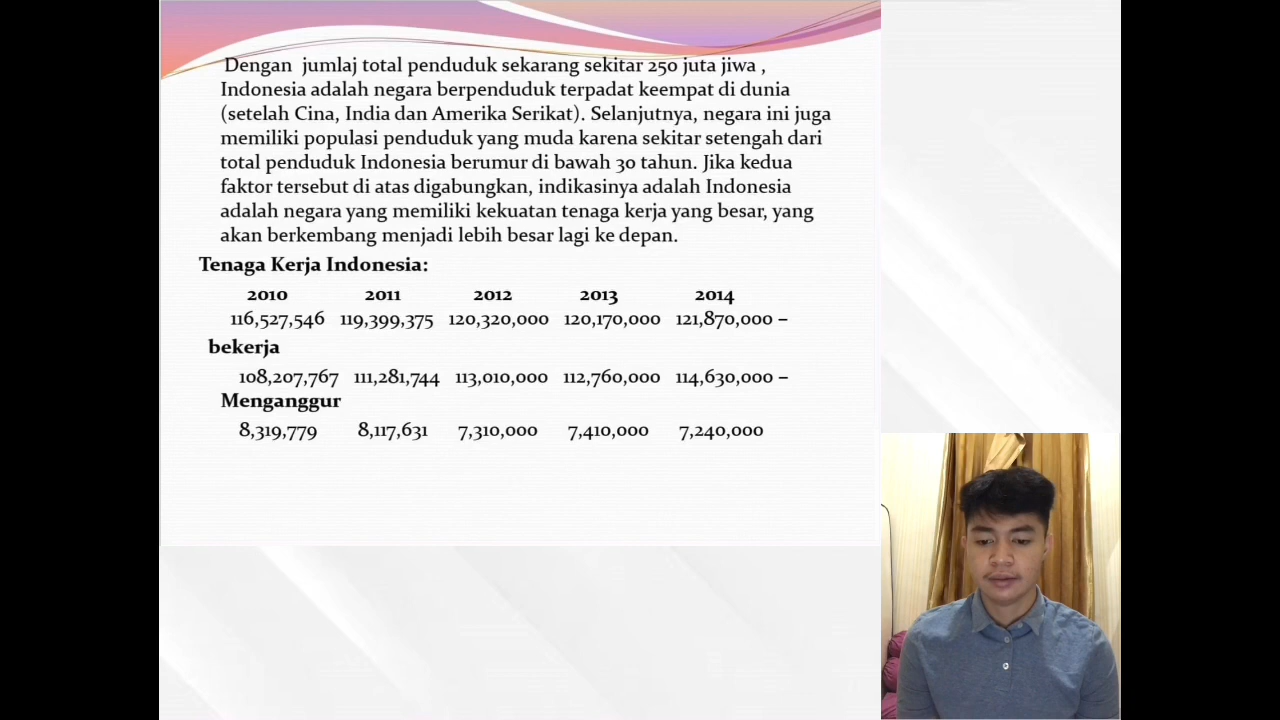 Dengan jumlaj total penduduk sekarang sekitar 250 juta jiwa ,
Indonesia adalah negara berpenduduk terpadat keempat di dunia
(setelah Cina, India dan Amerika Serikat). Selanjutnya, negara ini juga
memiliki populasi penduduk yang muda karena sekitar setengah dari
total penduduk Indonesia berumur di bawah 30 tahun. Jika kedua
faktor tersebut di atas digabungkan, indikasinya adalah Indonesia
adalah negara yang memiliki kekuatan tenaga kerja yang besar, yang
akan berkembang menjadi lebih besar lagi ke depan.
Tenaga Kerja Indonesia:
2010 2011 2012 2013 2014
116,527,546 119,399,375 120,320,000 120,170,000 121,870,000 –
bekerja
108,207,767 111,281,744 113,010,000 112,760,000 114,630,000 –
Menganggur
8,319,779 8,117,631 7,310,000 7,410,000 7,240,000